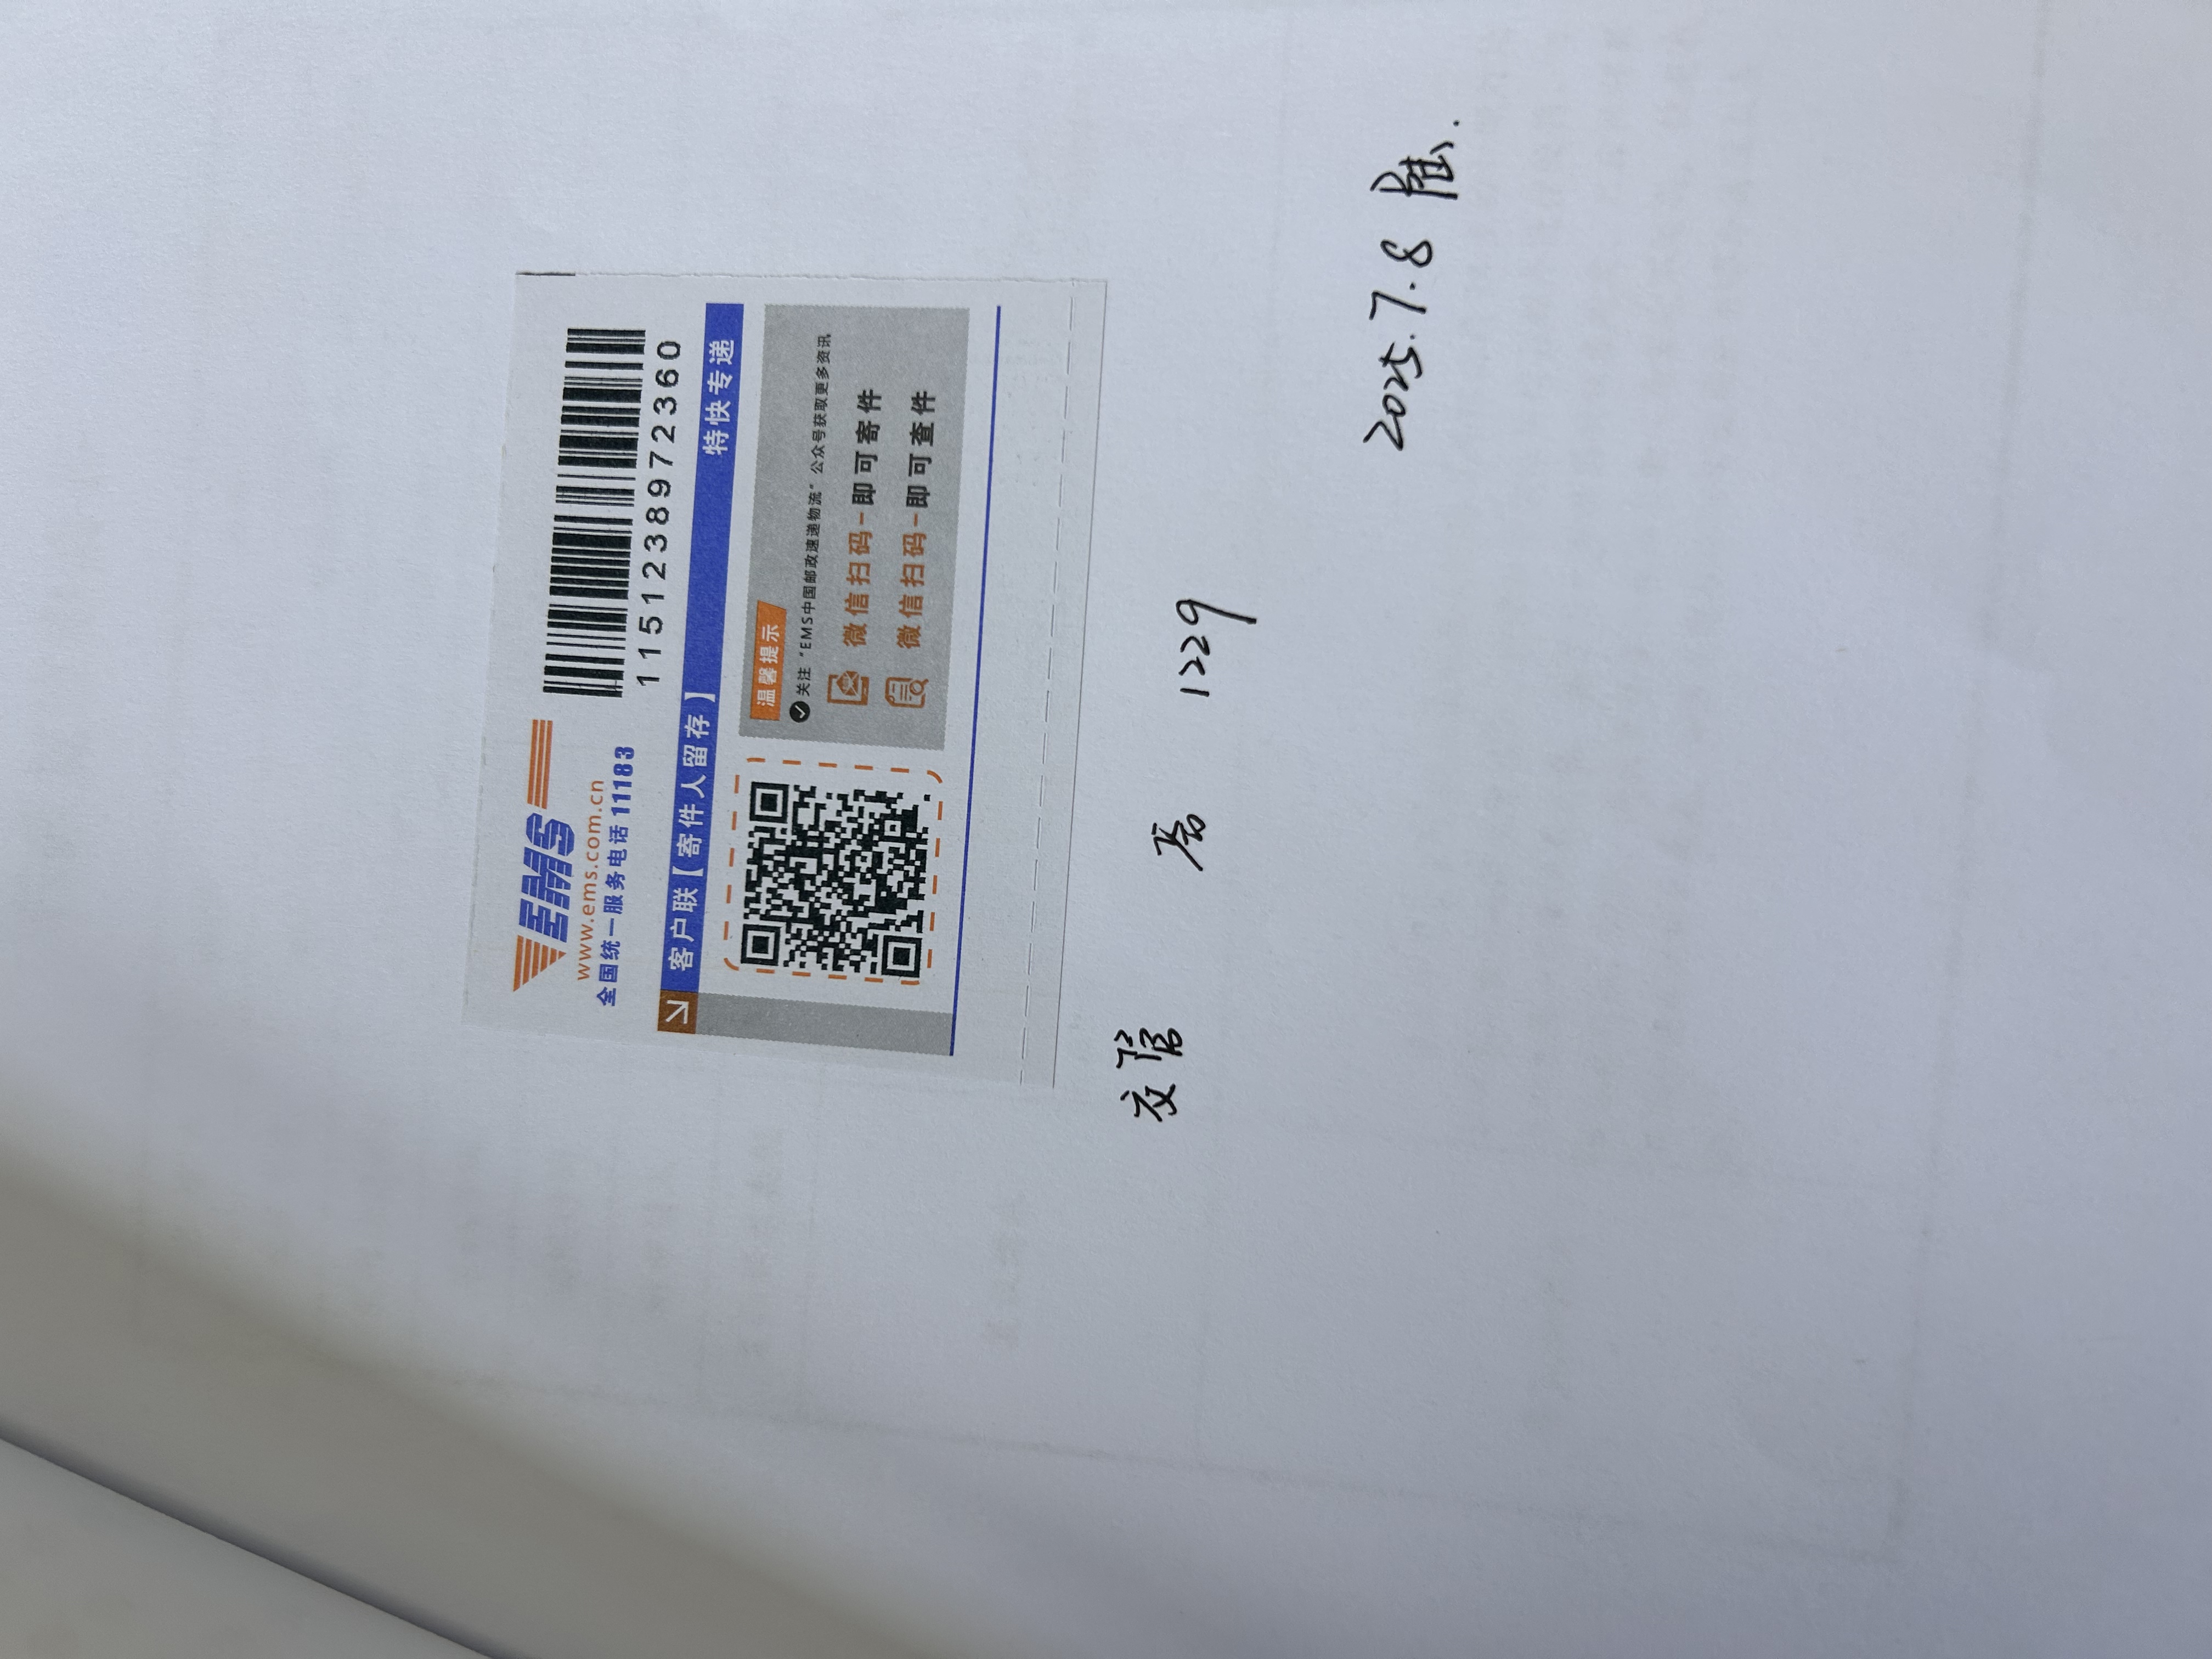 EMS
www.ems.com.cn
全国统一服务电话 11183
1151238972360
客户联【寄件人留存】
特快专递
温馨提示
关注“EMS中国邮政速递物流”公众号获取更多资讯
微信扫码-即可寄件
微信扫码-即可查件
交管 1229
2025.7.8 陆.